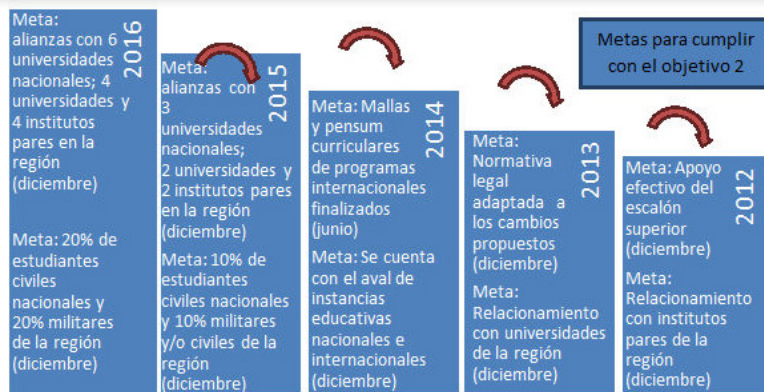 Meta:
alianzas con 6
universidades
nacionales; 4
universidades y
4 institutos
pares en la
región
(diciembre)
Meta: 20% de
estudiantes
civiles
nacionales y
20% militares
de la región
(diciembre)
2016
Meta:
alianzas con
3
universidades
nacionales;
2 universidades y
2 institutos pares
en la región
(diciembre)
Meta: 10% de
estudiantes
civiles nacionales
y 10% militares
y/o civiles de la
región
(diciembre)
2015
Meta: Mallas
y pensum
curriculares
de programas
internacionales
finalizados
(junio)
Meta: Se cuenta
con el aval de
instancias
educativas
nacionales e
internacionales
(diciembre)
2014
Meta:
Normativa
legal
adaptada a
los cambios
propuestos
(diciembre)
Meta:
Relacionamiento
con universidades
de la región
(diciembre)
2013
Metas para cumplir
con el objetivo 2
Meta: Apoyo
efectivo del
escalón
superior
(diciembre)
Meta:
Relacionamiento
con institutos
pares de la
región
(diciembre)
2012